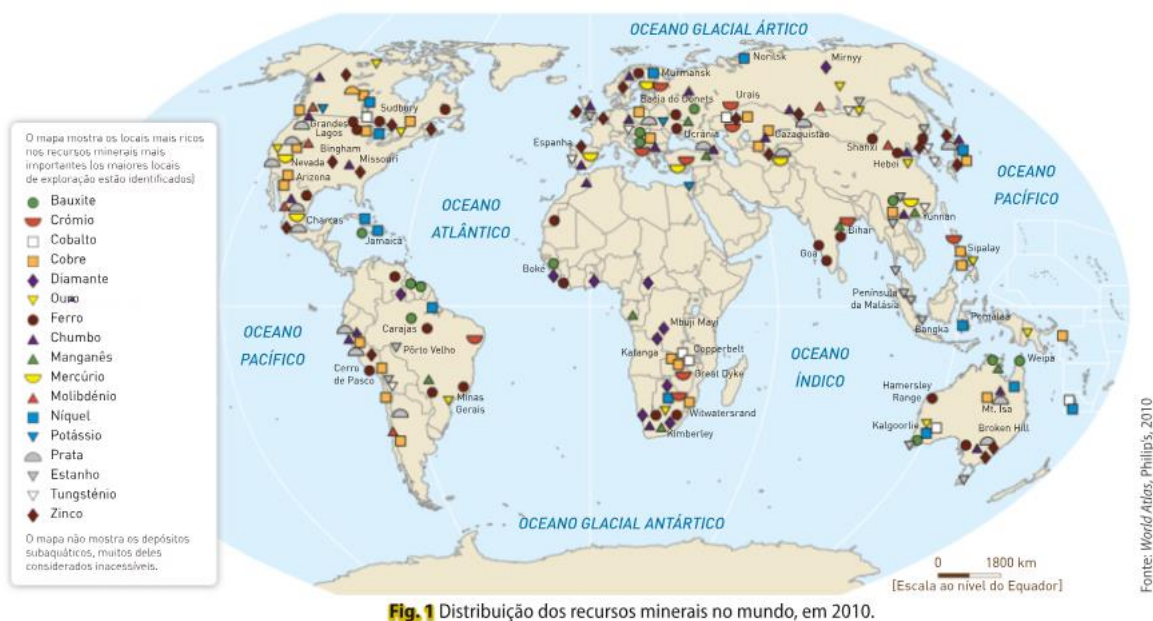 OCEANO GLACIAL ÁRTICO
Norilsk
Mirnyy
Murmansk
Sudbury
Bacia do Donets
Urais
Grandes
Lagos
Ucrânia
Cazaquistão
Shanxi
Bingham
Espanha
Hebei
Nevada
Missouri
Arizona
OCEANO
PACÍFICO
OCEANO
ATLÂNTICO
Charcas
Jamaica
Yunnan
Bihar
Goa
Sipalay
Boké
Península
da Malásia
OCEANO
PACÍFICO
Carajas
Mbuji Mayi
Bangka
Pomalaa
Pôrto Velho
Katanga
Copperbelt
OCEANO
ÍNDICO
Weipa
Cerro
de Pasco
Great Dyke
Hamersley
Range
Minas
Gerais
Witwatersrand
Mt. Isa
Kalgoorlie
Broken Hill
Kimberley
OCEANO GLACIAL ANTÁRTICO
O mapa mostra os locais mais ricos
nos recursos minerais mais
importantes (os maiores locais
de exploração estão identificados)
Bauxite
Crómio
Cobalto
Cobre
Diamante
Ouro
Ferro
Chumbo
Manganês
Mercúrio
Molibdénio
Níquel
Potássio
Prata
Estanho
Tungsténio
Zinco
O mapa não mostra os depósitos
subaquáticos, muitos deles
considerados inacessíveis.
0 1800 km
[Escala ao nível do Equador]
Fonte: World Atlas, Philip's, 2010
Fig. 1 Distribuição dos recursos minerais no mundo, em 2010.